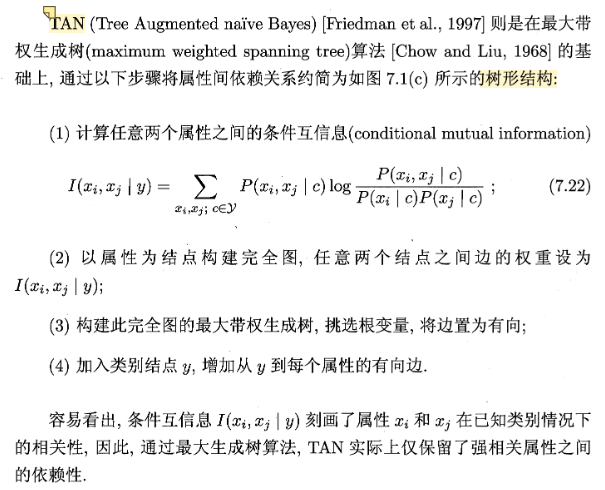 TAN (Tree Augmented naïve Bayes) [Friedman et al., 1997] 则是在最大带
权生成树(maximum weighted spanning tree)算法 [Chow and Liu, 1968] 的基
础上, 通过以下步骤将属性间依赖关系约简为如图 7.1(c) 所示的树形结构:
(1) 计算任意两个属性之间的条件互信息(conditional mutual information)
I(x_i, x_j | y) = ∑_{x_i,x_j; c∈𝒴} P(x_i, x_j | c) log P(x_i, x_j | c) / P(x_i | c)P(x_j | c) ; (7.22)
(2) 以属性为结点构建完全图, 任意两个结点之间边的权重设为
I(x_i, x_j | y);
(3) 构建此完全图的最大带权生成树, 挑选根变量, 将边置为有向;
(4) 加入类别结点 y, 增加从 y 到每个属性的有向边.
容易看出, 条件互信息 I(x_i, x_j | y) 刻画了属性 x_i 和 x_j 在已知类别情况下
的相关性, 因此, 通过最大生成树算法, TAN 实际上仅保留了强相关属性之间
的依赖性.